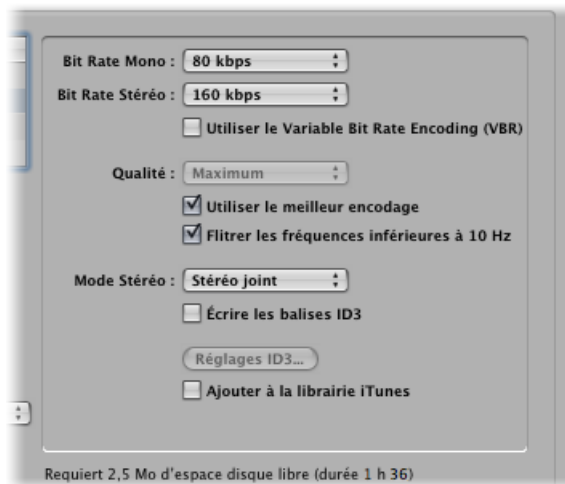 Bit Rate Mono : 80 kbps
Bit Rate Stéréo : 160 kbps
Utiliser le Variable Bit Rate Encoding (VBR)
Qualité : Maximum
Utiliser le meilleur encodage
Flitrer les fréquences inférieures à 10 Hz
Mode Stéréo : Stéréo joint
Écrire les balises ID3
Réglages ID3...
Ajouter à la librairie iTunes
Requiert 2,5 Mo d'espace disque libre (durée 1 h 36)